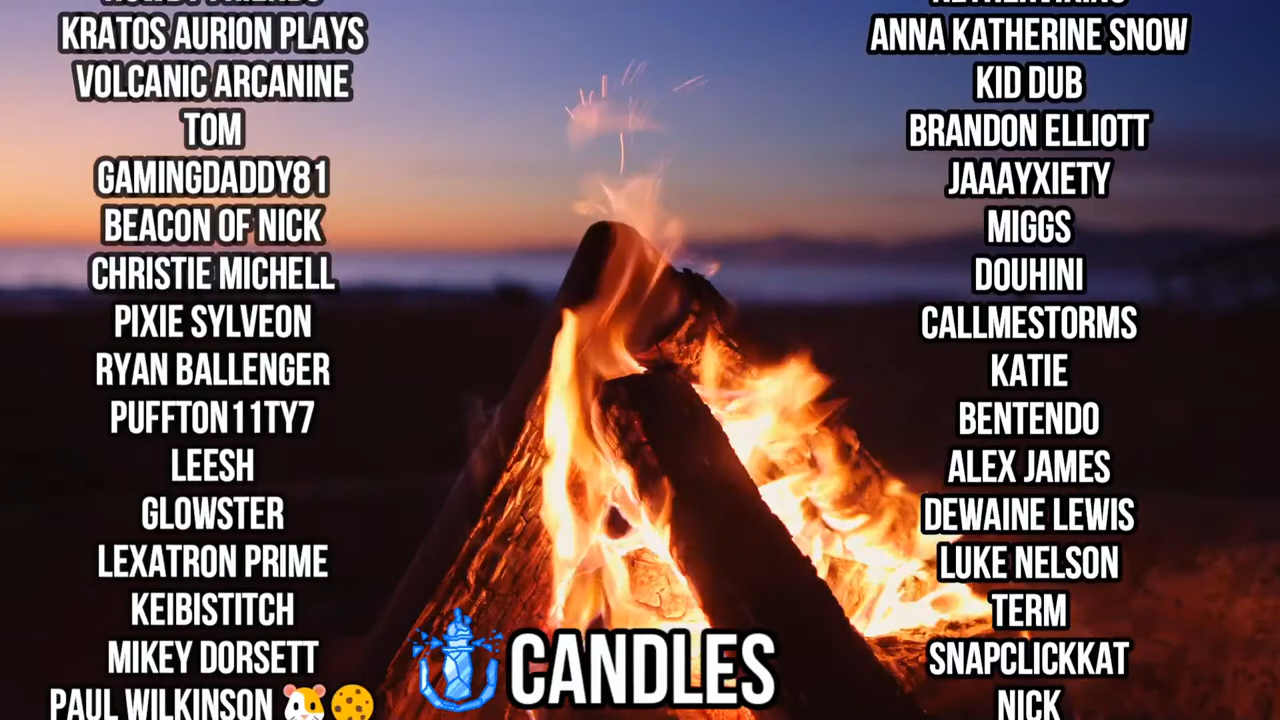 KRATOS AURION PLAYS
VOLCANIC ARCANINE
TOM
GAMINGDADDY81
BEACON OF NICK
CHRISTIE MICHELL
PIXIE SYLVEON
RYAN BALLENGER
PUFFTON11TY7
LEESH
GLOWSTER
LEXATRON PRIME
KEIBISTITCH
MIKEY DORSETT
PAUL WILKINSON 🐹🍪
CANDLES
ANNA KATHERINE SNOW
KID DUB
BRANDON ELLIOTT
JAAAYXIETY
MIGGS
DOUHINI
CALLMESTORMS
KATIE
BENTENDO
ALEX JAMES
DEWAINE LEWIS
LUKE NELSON
TERM
SNAPCLICKKAT
NICK